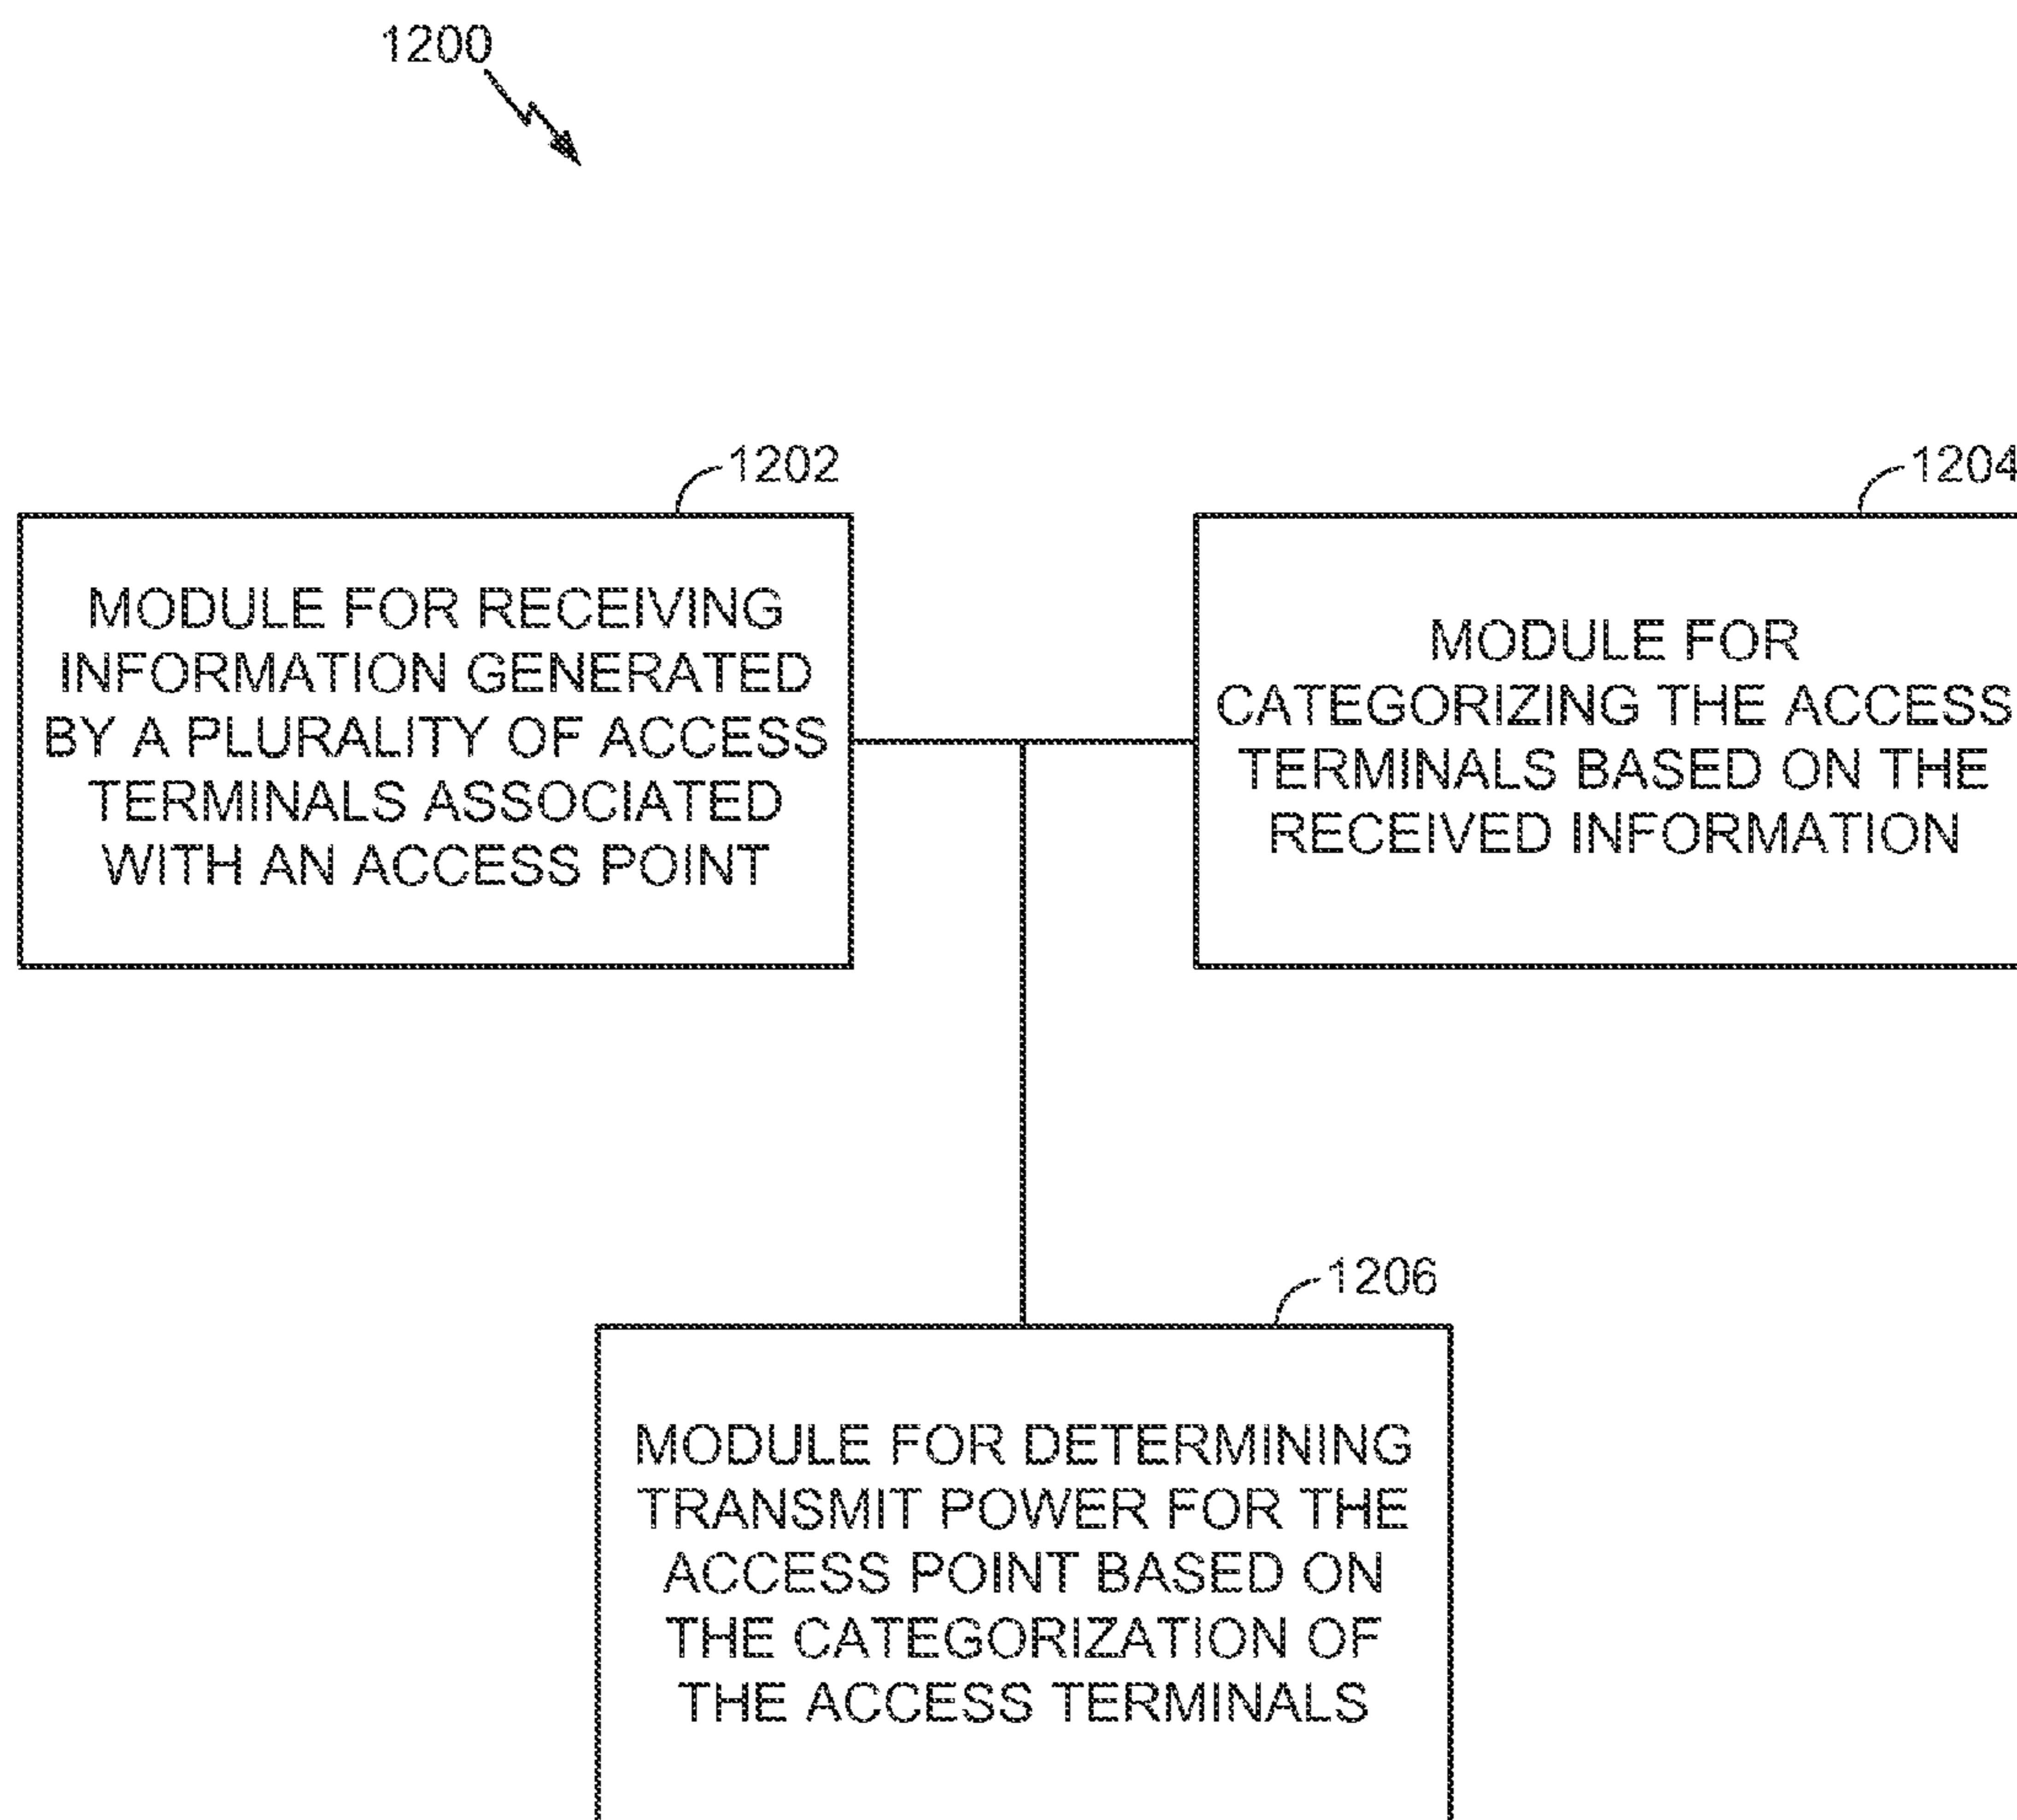 1200
1202
MODULE FOR RECEIVING
INFORMATION GENERATED
BY A PLURALITY OF ACCESS
TERMINALS ASSOCIATED
WITH AN ACCESS POINT
1204
MODULE FOR
CATEGORIZING THE ACCESS
TERMINALS BASED ON THE
RECEIVED INFORMATION
1206
MODULE FOR DETERMINING
TRANSMIT POWER FOR THE
ACCESS POINT BASED ON
THE CATEGORIZATION OF
THE ACCESS TERMINALS